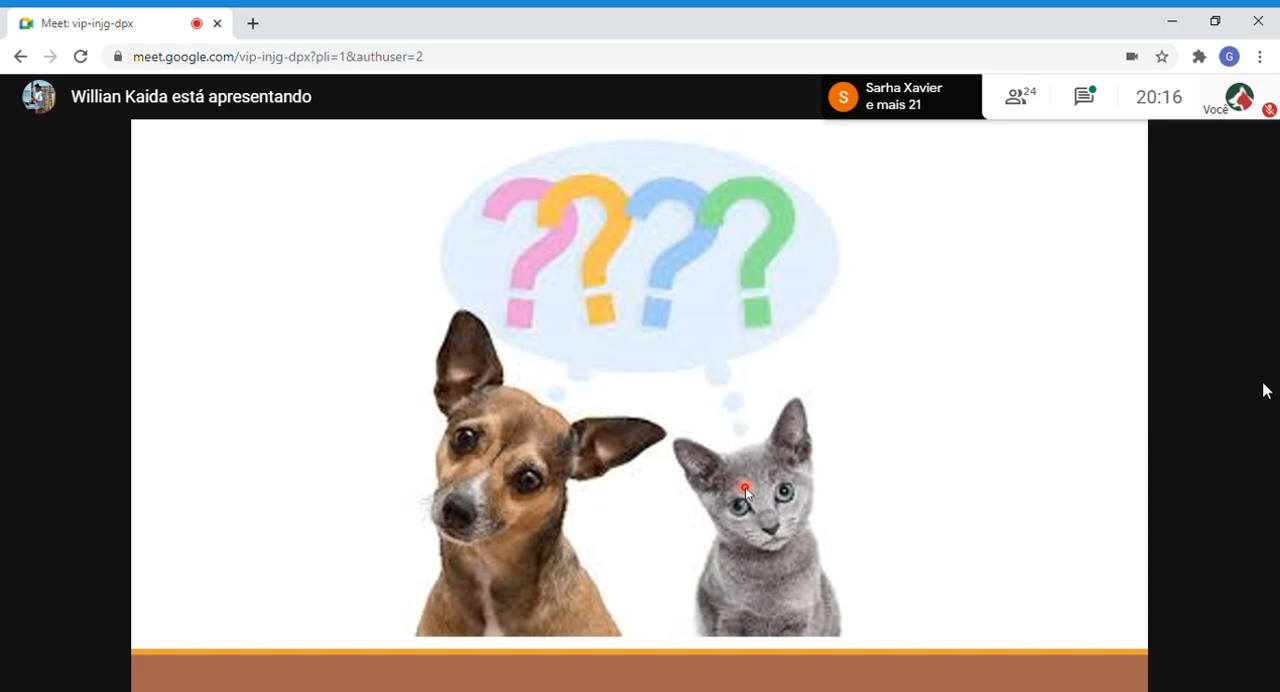 Meet: vip-injg-dpx
meet.google.com/vip-injg-dpx?pli=1&authuser=2
G
Willian Kaida está apresentando
S
Sarha Xavier
e mais 21
24
20:16
Você
????